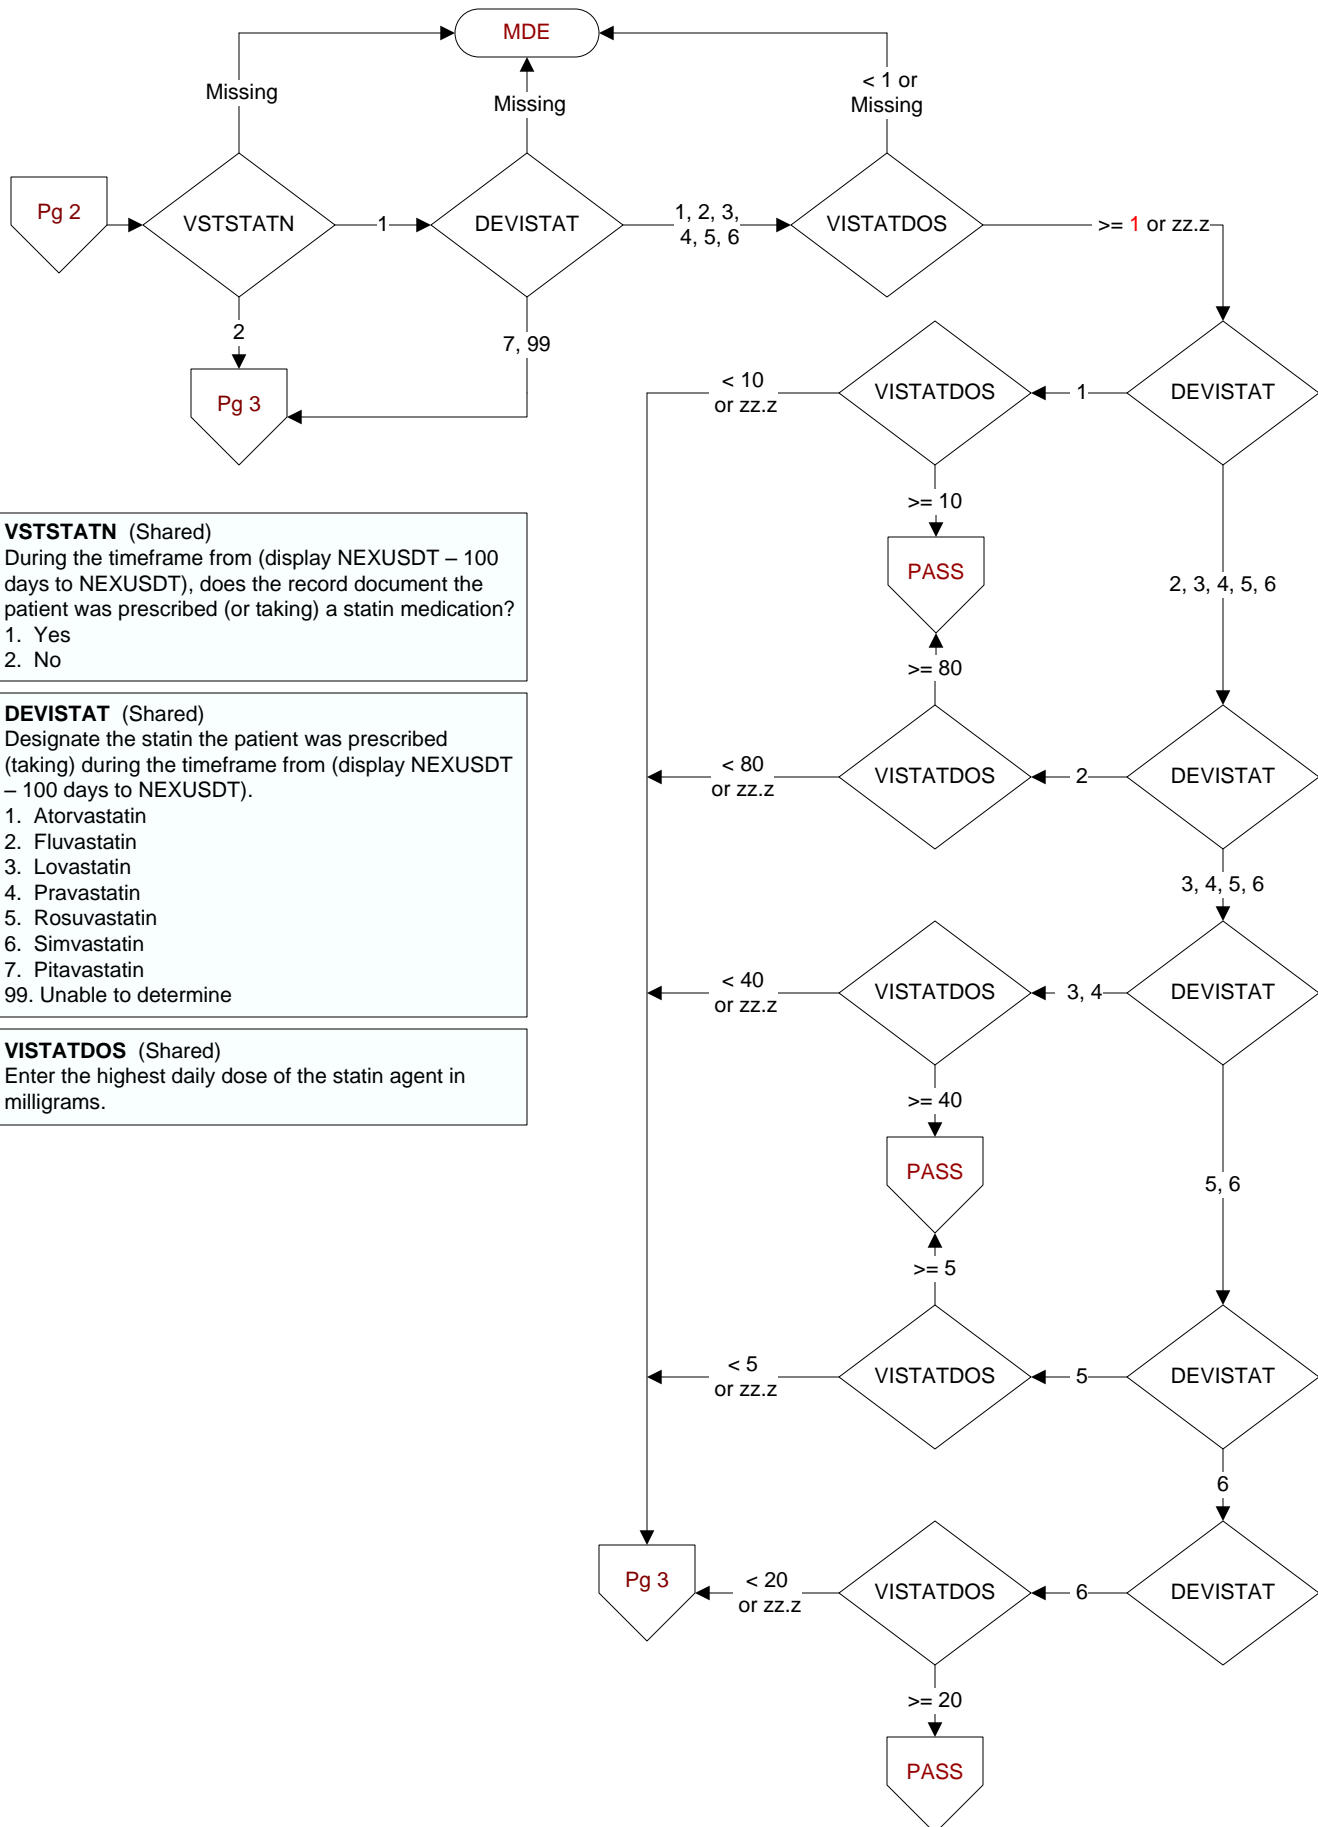 MDE
Missing
Missing
< 1 or
Missing
Pg 2
VSTSTATN
1
DEVISTAT
1, 2, 3,
4, 5, 6
VISTATDOS
>= 1 or zz.z
2
7, 99
Pg 3
< 10
or zz.z
VISTATDOS
1
DEVISTAT
>= 10
PASS
2, 3, 4, 5, 6
>= 80
< 80
or zz.z
VISTATDOS
2
DEVISTAT
3, 4, 5, 6
< 40
or zz.z
VISTATDOS
3, 4
DEVISTAT
>= 40
PASS
5, 6
>= 5
< 5
or zz.z
VISTATDOS
5
DEVISTAT
6
Pg 3
< 20
or zz.z
VISTATDOS
6
DEVISTAT
>= 20
PASS
VSTSTATN (Shared)
During the timeframe from (display NEXUSDT – 100
days to NEXUSDT), does the record document the
patient was prescribed (or taking) a statin medication?
1. Yes
2. No
DEVISTAT (Shared)
Designate the statin the patient was prescribed
(taking) during the timeframe from (display NEXUSDT
– 100 days to NEXUSDT).
1. Atorvastatin
2. Fluvastatin
3. Lovastatin
4. Pravastatin
5. Rosuvastatin
6. Simvastatin
7. Pitavastatin
99. Unable to determine
VISTATDOS (Shared)
Enter the highest daily dose of the statin agent in
milligrams.